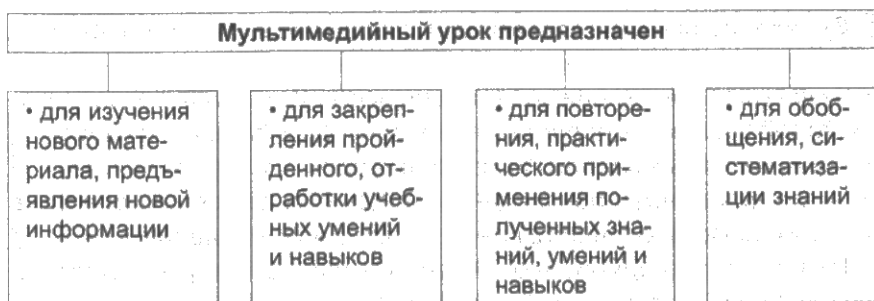 Мультимедийный урок предназначен
• для изучения
нового мате-
риала, предъ-
явления новой
информации
• для закреп-
ления прой-
денного, от-
работки учеб-
ных умений
и навыков
• для повторе-
ния, практи-
ческого при-
менения по-
лученных зна-
ний, умений и
навыков
• для обоб-
щения, си-
стематиза-
ции знаний